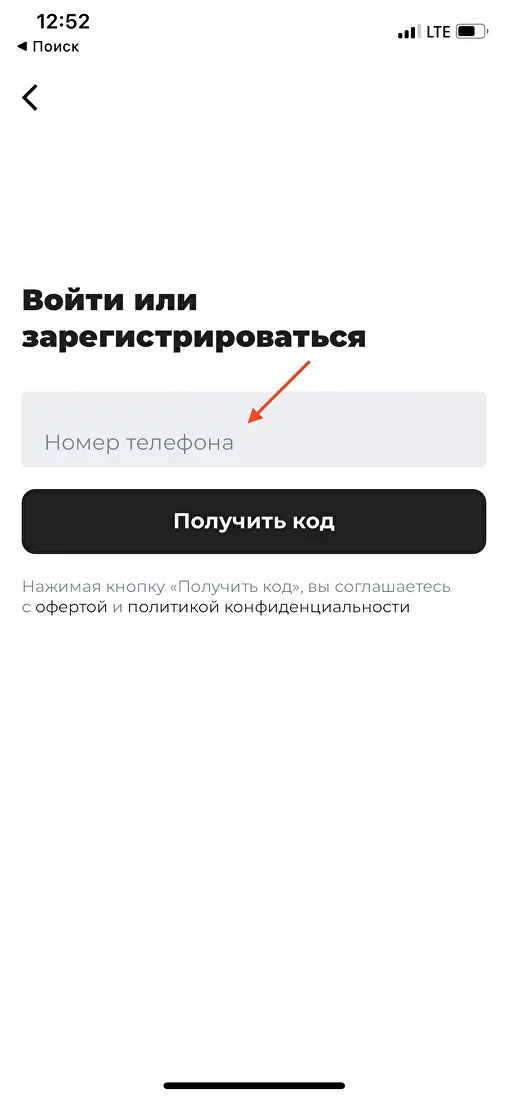 12:52
LTE
◀ Поиск
Войти или
зарегистрироваться
Номер телефона
Получить код
Нажимая кнопку «Получить код», вы соглашаетесь
с офертой и политикой конфиденциальности